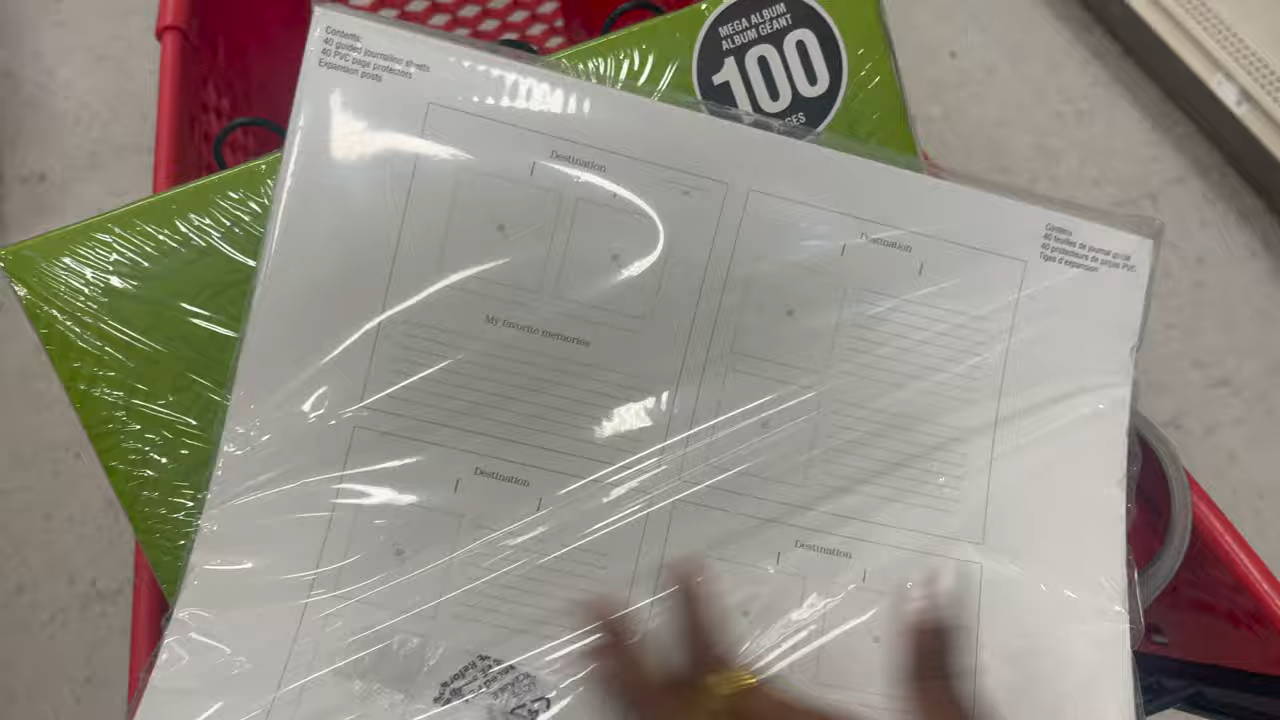 Contents:
40 guided journaling sheets
40 PVC page protectors
Expansion posts
MEGA ALBUM
ALBUM GÉANT
100
Destination
My favorite memories
Destination
Contenu
40 feuilles de journal guidé
40 protecteurs de pages PVC
Tiges d'expansion
Destination
Destination